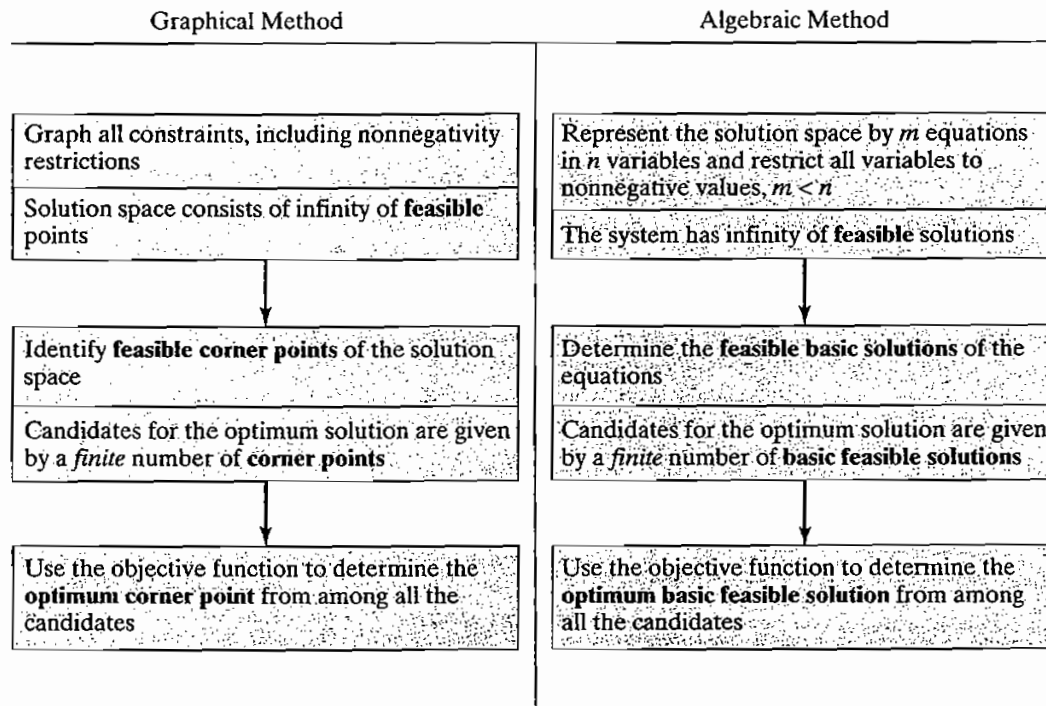 Graphical Method
Graph all constraints, including nonnegativity
restrictions
Solution space consists of infinity of feasible
points
Identify feasible corner points of the solution
space
Candidates for the optimum solution are given
by a finite number of corner points
Use the objective function to determine the
optimum corner point from among all the
candidates
Algebraic Method
Represent the solution space by m equations
in n variables and restrict all variables to
nonnegative values, m < n
The system has infinity of feasible solutions
Determine the feasible basic solutions of the
equations
Candidates for the optimum solution are given
by a finite number of basic feasible solutions
Use the objective function to determine the
optimum basic feasible solution from among
all the candidates